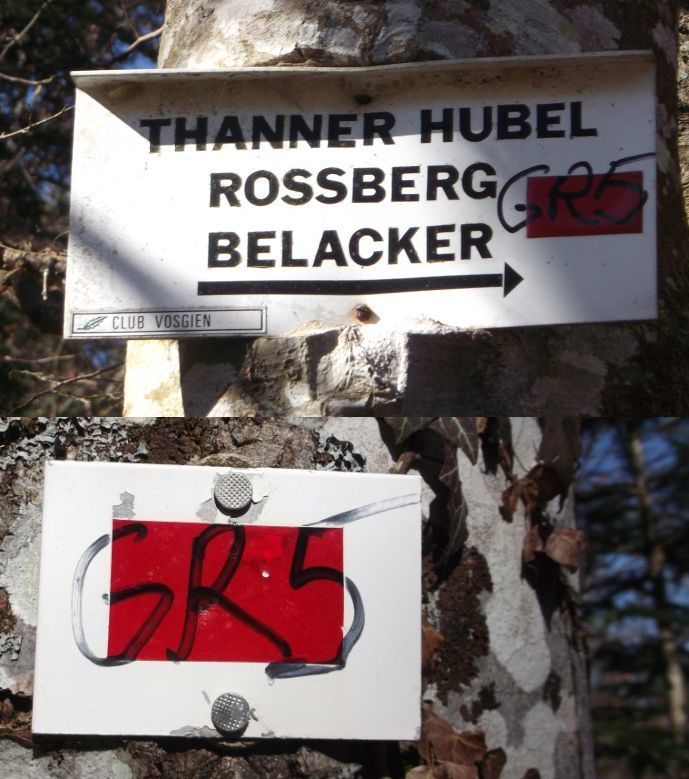 THANNER HUBEL
ROSSBERG GR5
BELACKER
CLUB VOSGIEN
GR5